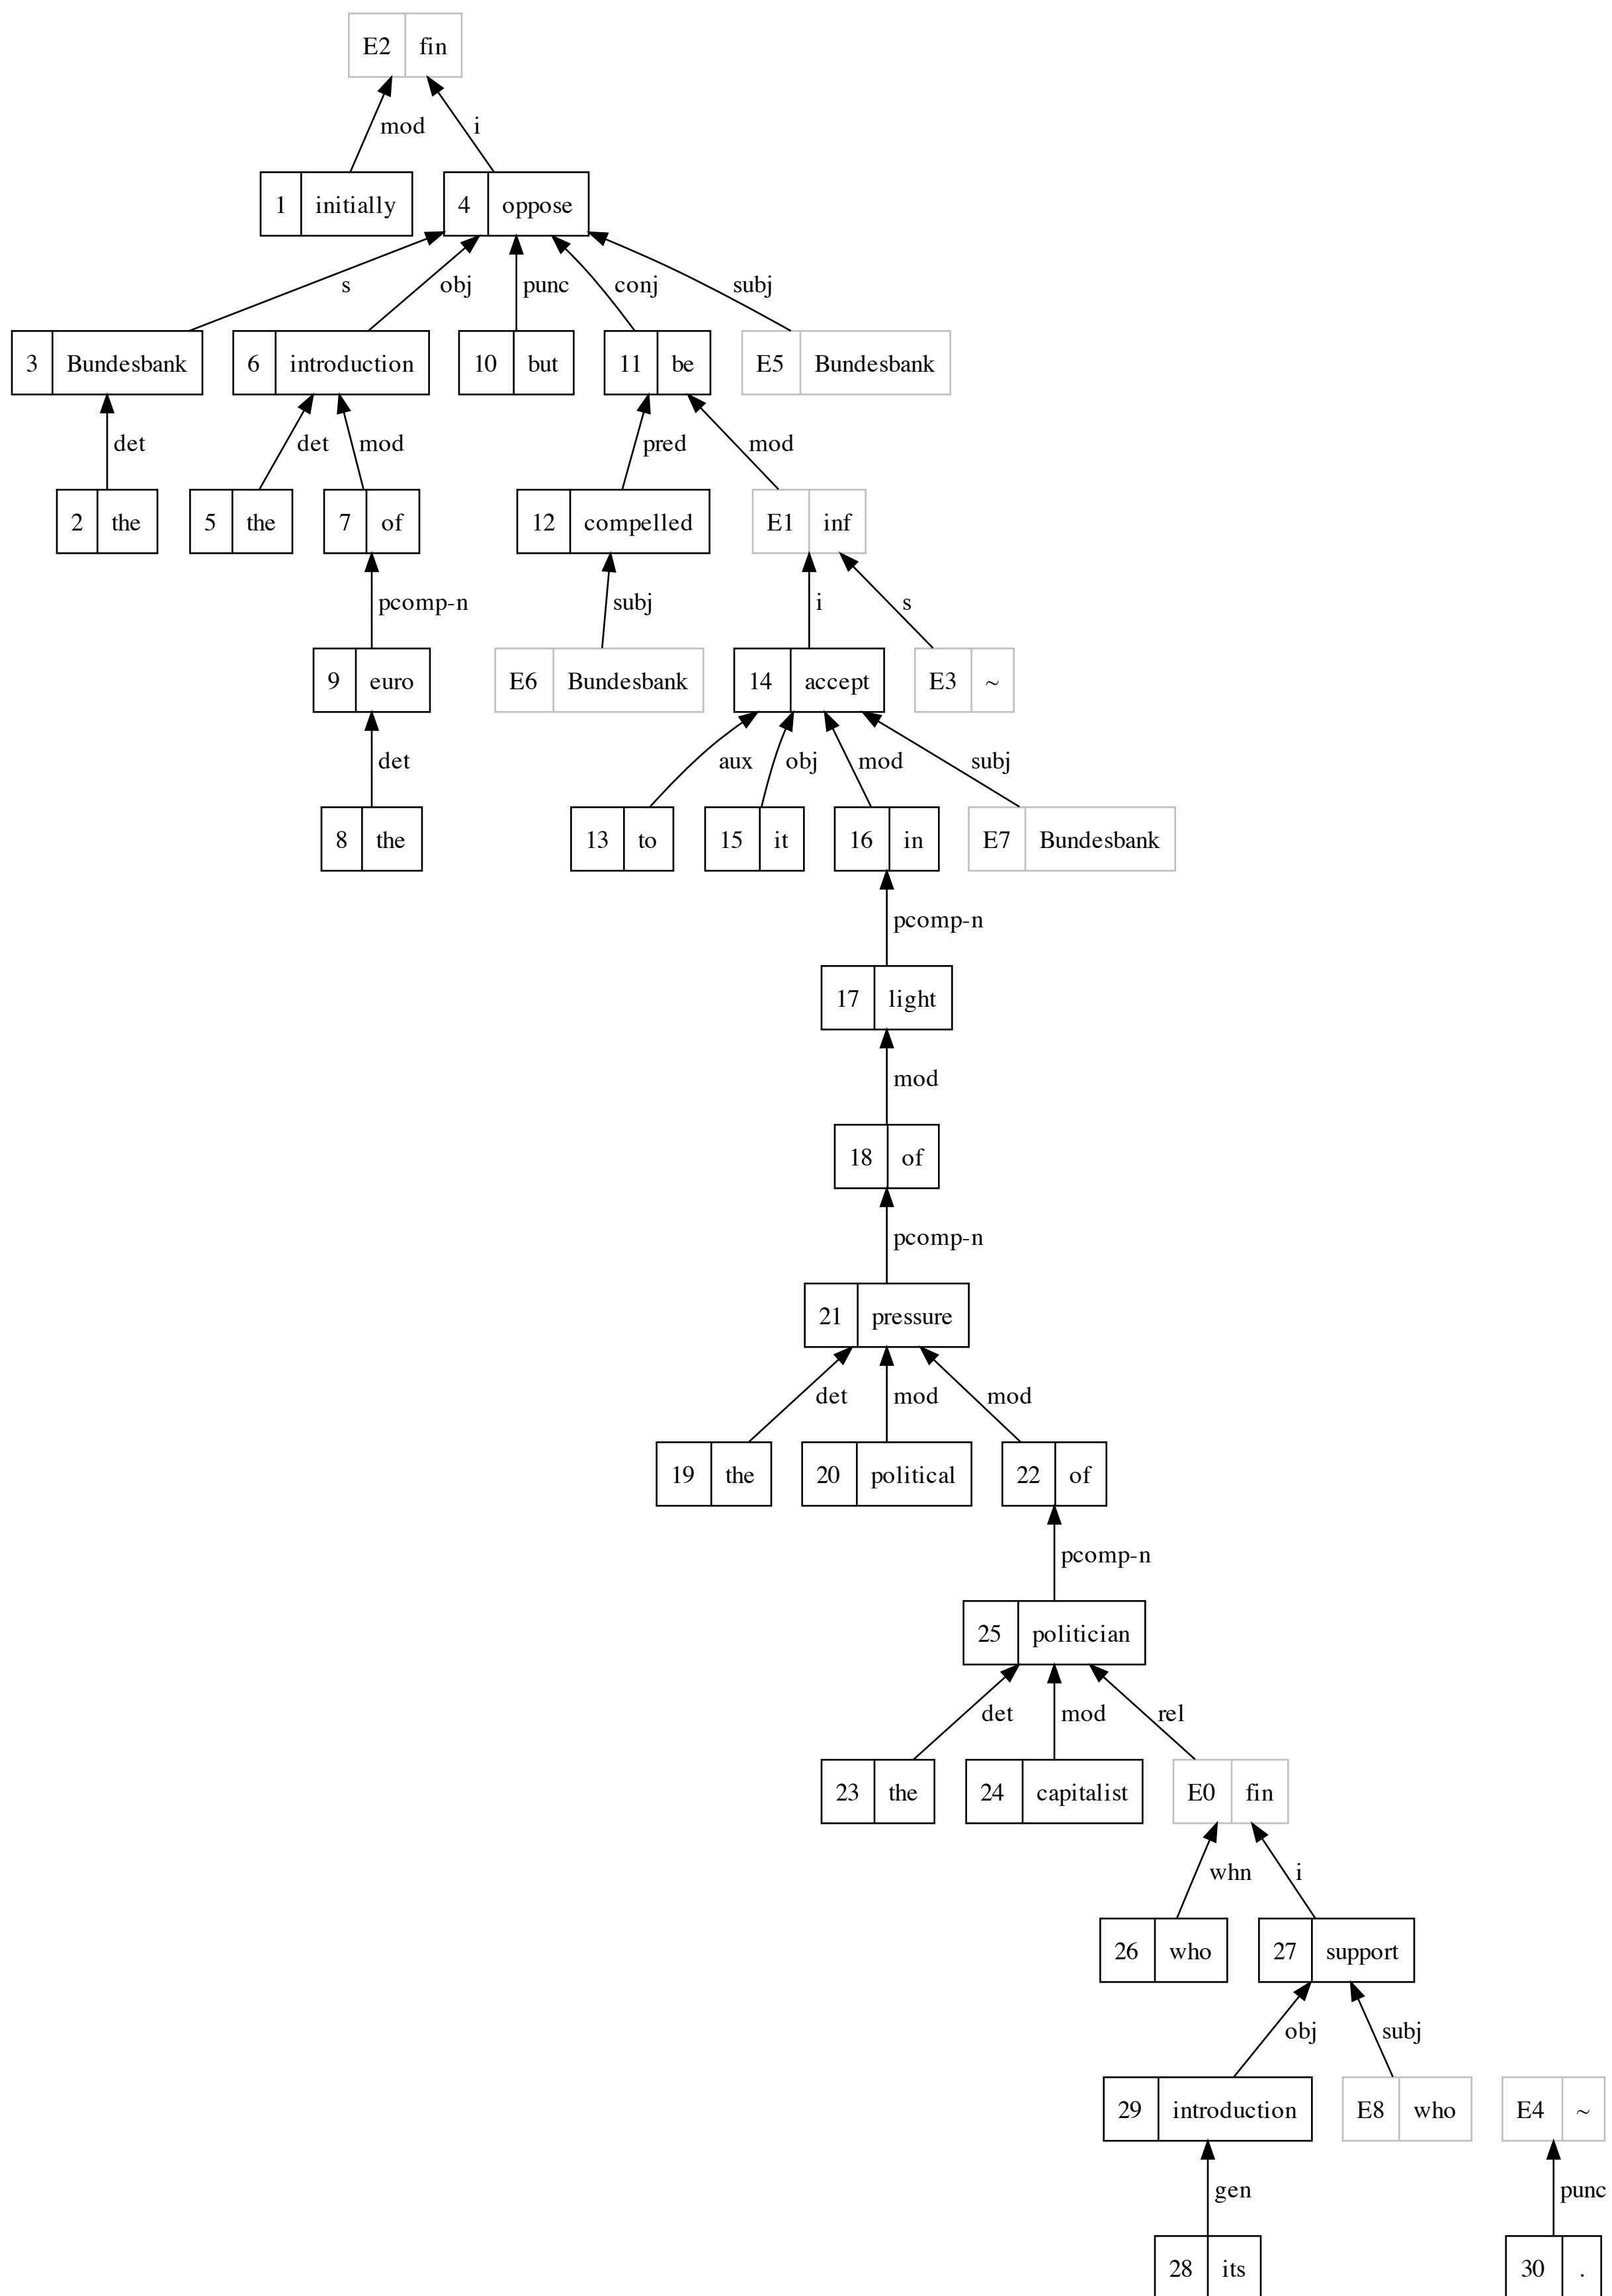 E2 fin
mod i
1 initially 4 oppose
s obj punc conj subj
3 Bundesbank 6 introduction 10 but 11 be E5 Bundesbank
det det mod pred mod
2 the 5 the 7 of 12 compelled E1 inf
pcomp-n subj i s
9 euro E6 Bundesbank 14 accept E3 ~
det aux obj mod subj
8 the 13 to 15 it 16 in E7 Bundesbank
pcomp-n
17 light
mod
18 of
pcomp-n
21 pressure
det mod mod
19 the 20 political 22 of
pcomp-n
25 politician
det mod rel
23 the 24 capitalist E0 fin
whn i
26 who 27 support
obj subj
29 introduction E8 who E4 ~
gen punc
28 its 30 .